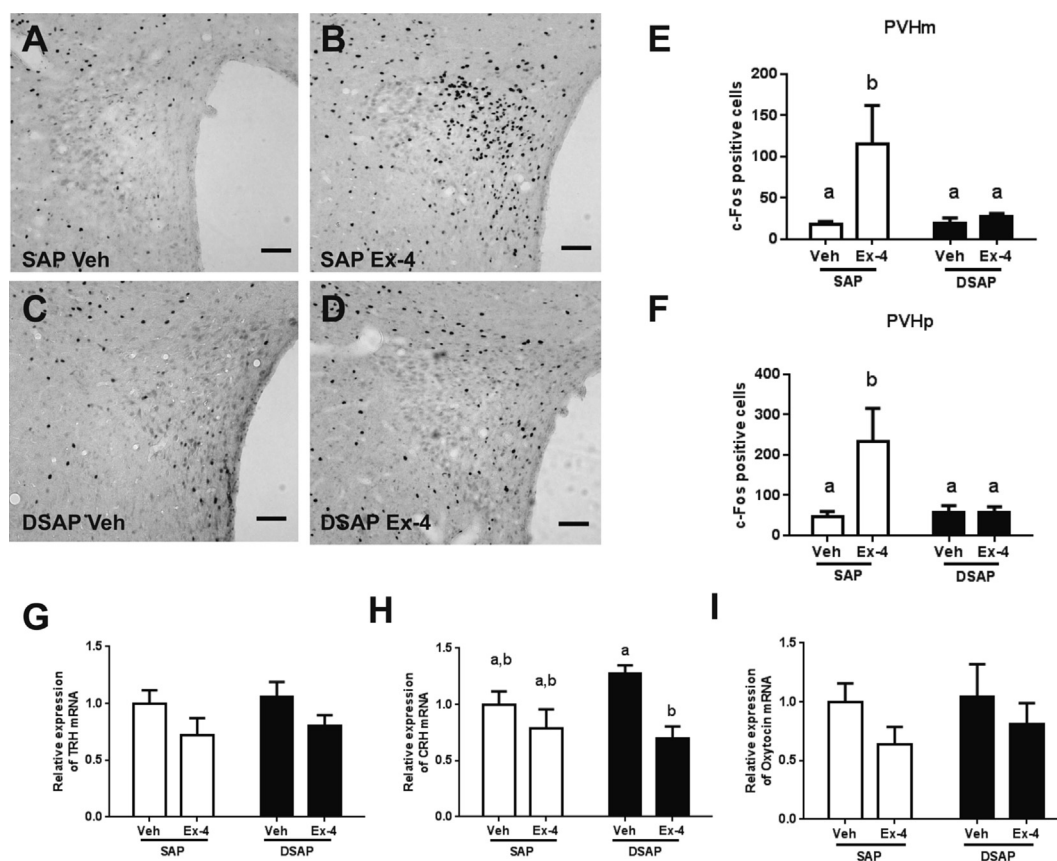 A
SAP Veh
B
SAP Ex-4
C
DSAP Veh
D
DSAP Ex-4
E
PVHm
c-Fos positive cells
200
150
100
50
0
a
b
a
a
Veh Ex-4 Veh Ex-4
SAP DSAP
F
PVHp
c-Fos positive cells
400
300
200
100
0
a
b
a
a
Veh Ex-4 Veh Ex-4
SAP DSAP
G
Relative expression
of TRH mRNA
1.5
1.0
0.5
0.0
Veh Ex-4 Veh Ex-4
SAP DSAP
H
Relative expression
of CRH mRNA
1.5
1.0
0.5
0.0
a,b
a,b
a
b
Veh Ex-4 Veh Ex-4
SAP DSAP
I
Relative expression
of Oxytocin mRNA
1.5
1.0
0.5
0.0
Veh Ex-4 Veh Ex-4
SAP DSAP